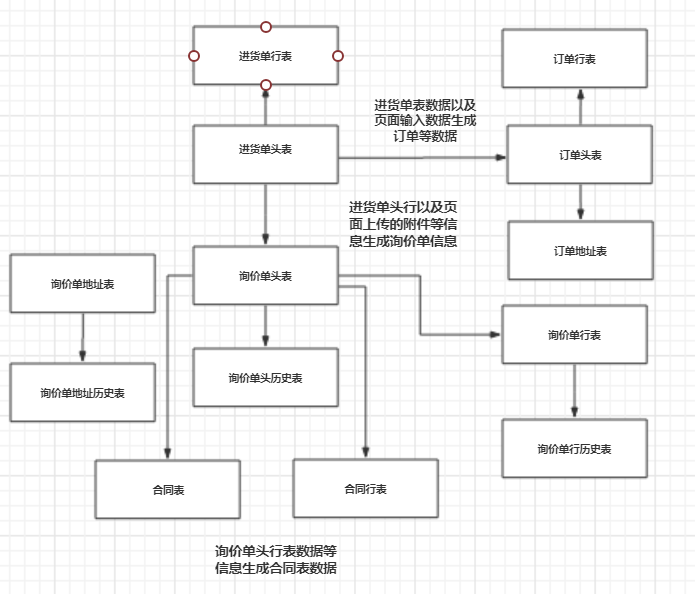 进货单行表
订单行表
进货单表数据以及
页面输入数据生成
订单等数据
进货单头表
订单头表
进货单头行以及页
面上传的附件等信
息生成询价单信息
订单地址表
询价单地址表
询价单头表
询价单行表
询价单地址历史表
询价单头历史表
询价单行历史表
合同表
合同行表
询价单头行表数据等
信息生成合同表数据